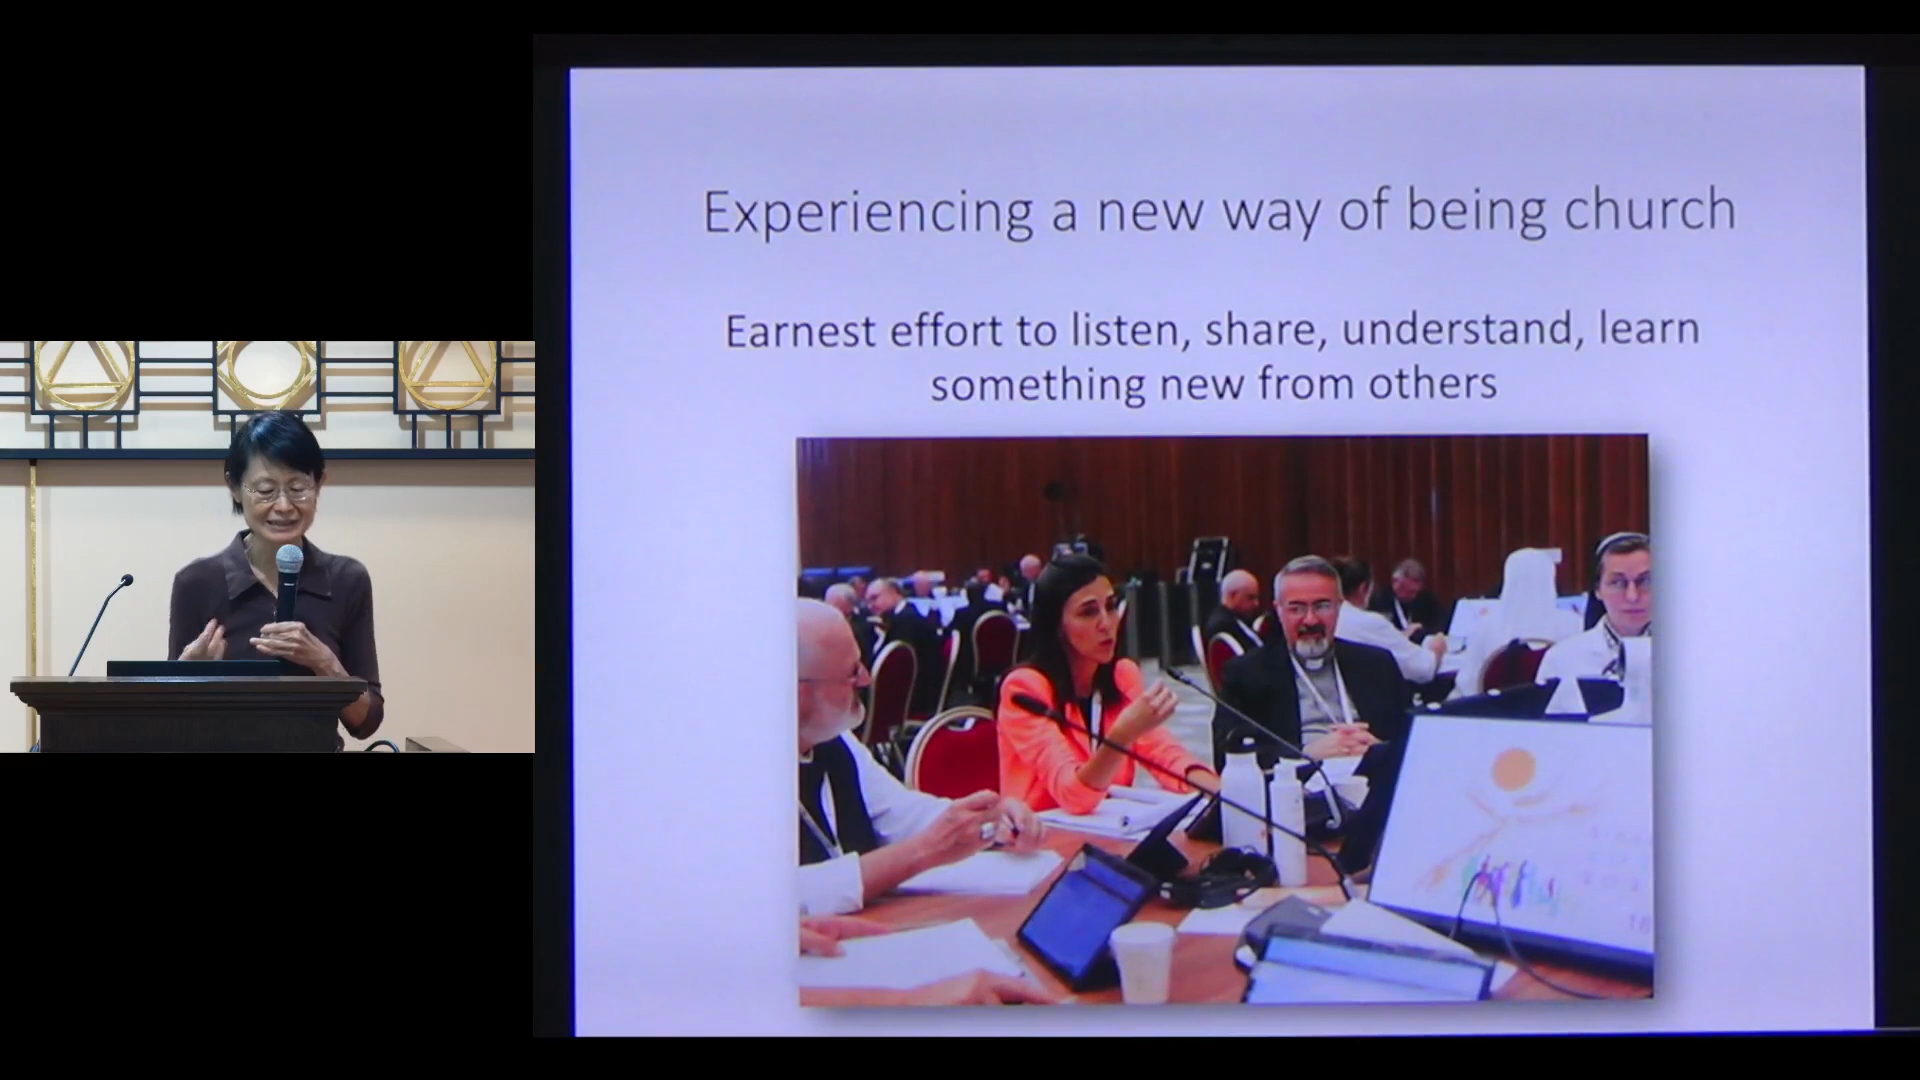 Experiencing a new way of being church
Earnest effort to listen, share, understand, learn
something new from others